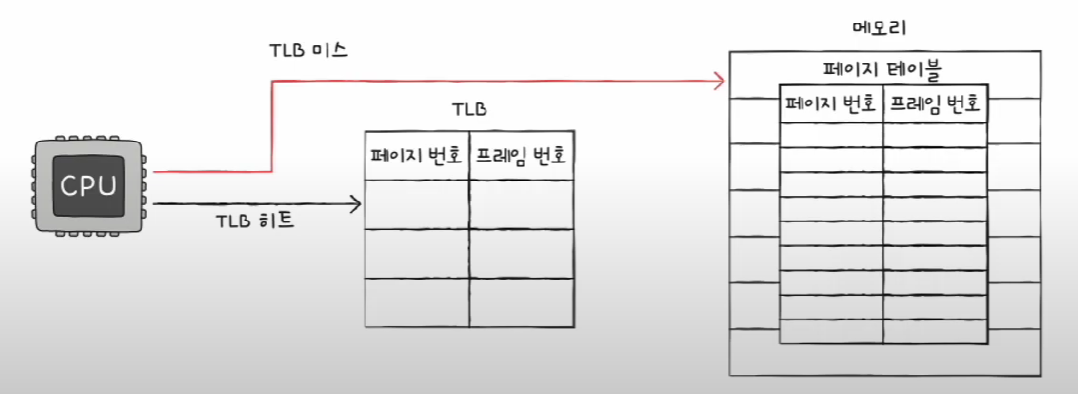 메모리
TLB 미스
페이지 테이블
TLB
페이지 번호
프레임 번호
페이지 번호
프레임 번호
CPU
TLB 히트